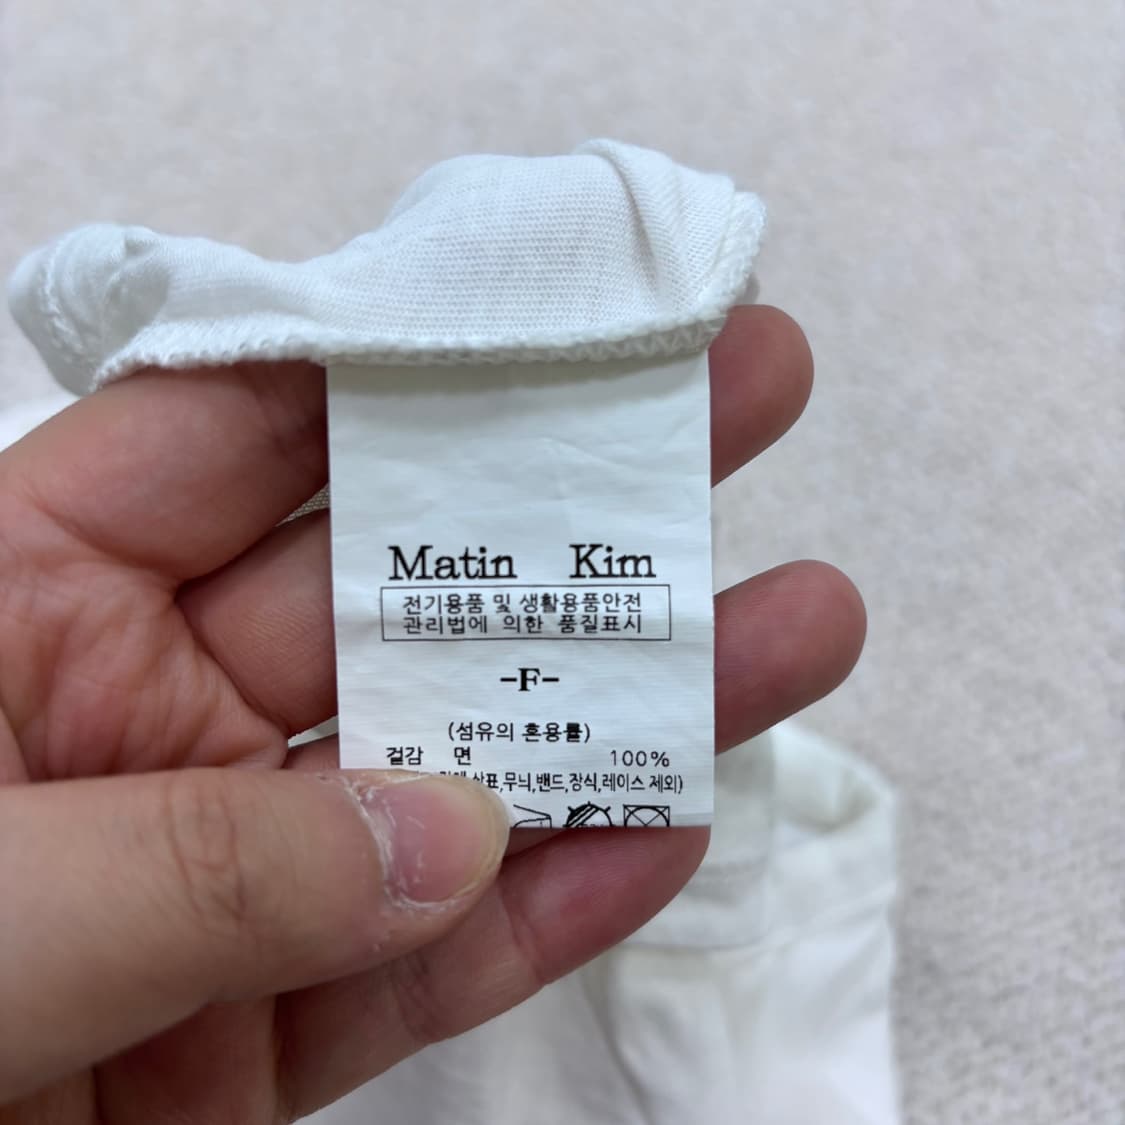 Matin Kim
전기용품 및 생활용품안전
관리법에 의한 품질표시
-F-
(섬유의 혼용률)
겉감 면 100%
상표,무늬,밴드,장식,레이스 제외)